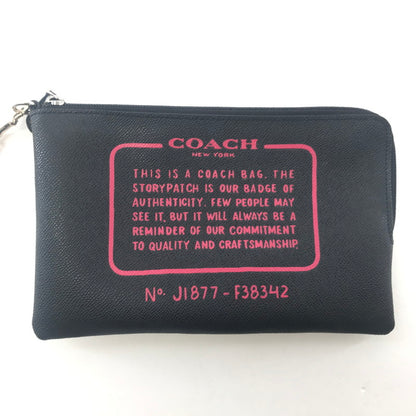 COACH
NEW YORK
THIS IS A COACH BAG. THE
STORYPATCH IS OUR BADGE OF
AUTHENTICITY. FEW PEOPLE MAY
SEE IT, BUT IT WILL ALWAYS BE A
REMINDER OF OUR COMMITMENT
TO QUALITY AND CRAFTSMANSHIP.
No. J1877-F38342